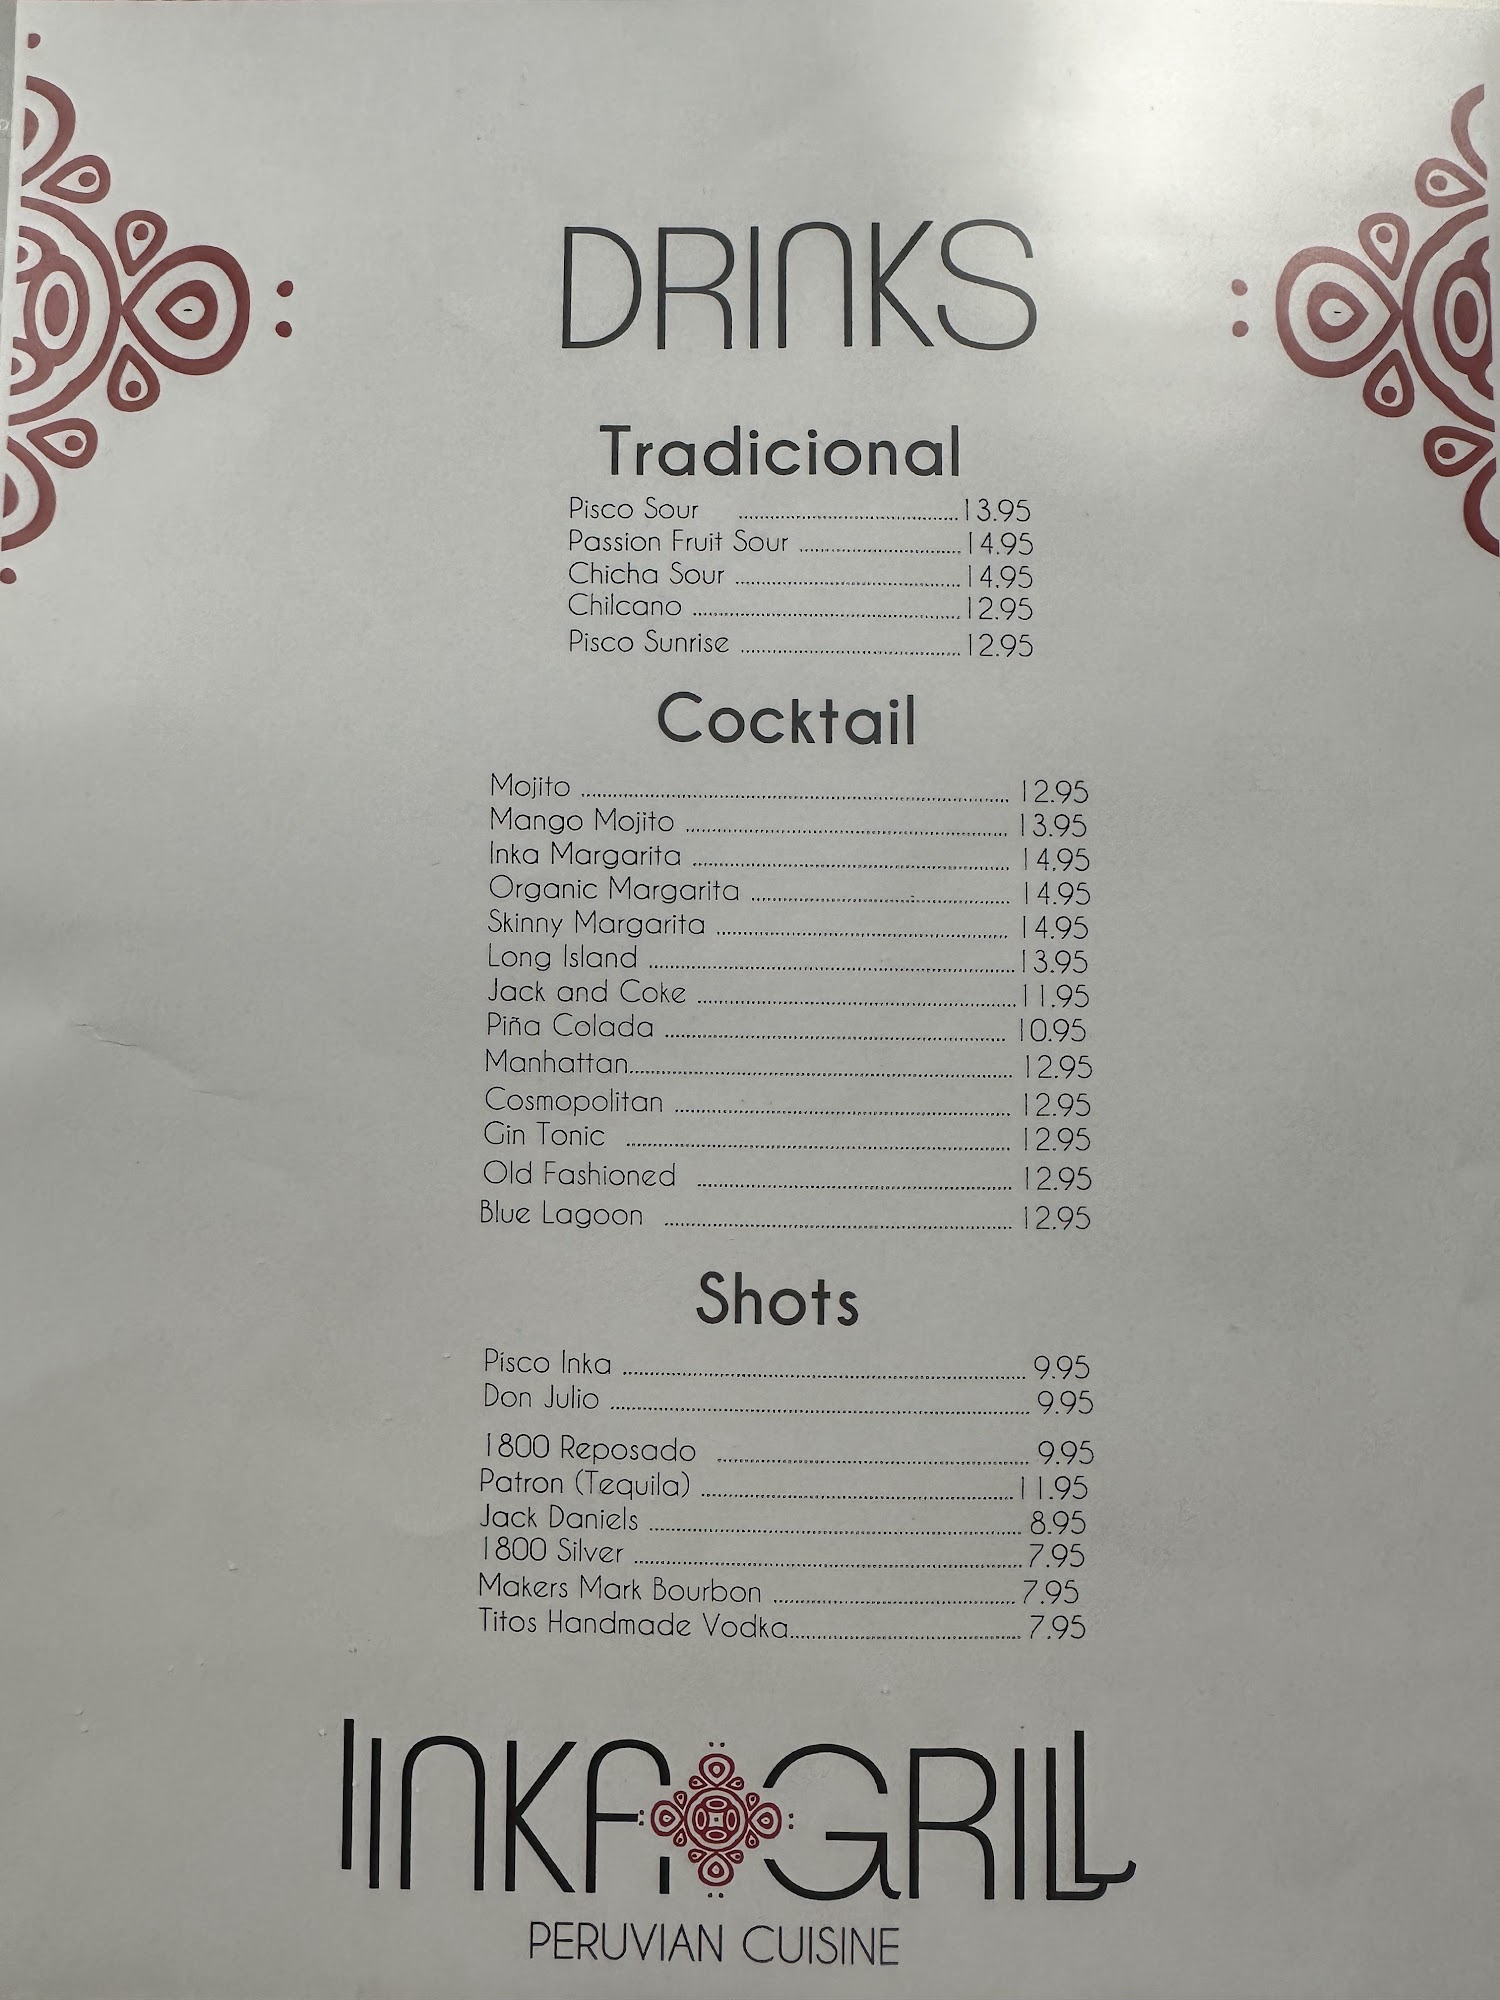 DRINKS
Tradicional
Pisco Sour ........ 13.95
Passion Fruit Sour ........ 14.95
Chicha Sour ........ 14.95
Chilcano ........ 12.95
Pisco Sunrise ........ 12.95
Cocktail
Mojito ........ 12.95
Mango Mojito ........ 13.95
Inka Margarita ........ 14.95
Organic Margarita ........ 14.95
Skinny Margarita ........ 14.95
Long Island ........ 13.95
Jack and Coke ........ 11.95
Piña Colada ........ 10.95
Manhattan ........ 12.95
Cosmopolitan ........ 12.95
Gin Tonic ........ 12.95
Old Fashioned ........ 12.95
Blue Lagoon ........ 12.95
Shots
Pisco Inka ........ 9.95
Don Julio ........ 9.95
1800 Reposado ........ 9.95
Patron (Tequila) ........ 11.95
Jack Daniels ........ 8.95
1800 Silver ........ 7.95
Makers Mark Bourbon ........ 7.95
Titos Handmade Vodka ........ 7.95
INKA GRILL
PERUVIAN CUISINE